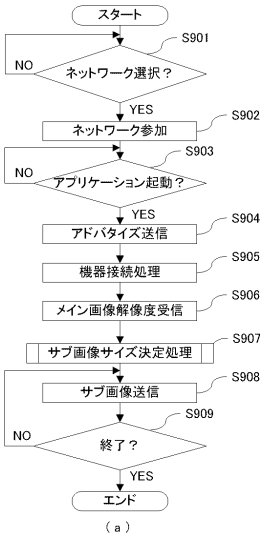 スタート
S901
ネットワーク選択？
NO
YES
S902
ネットワーク参加
S903
アプリケーション起動？
NO
YES
S904
アドバタイズ送信
S905
機器接続処理
S906
メイン画像解像度受信
S907
サブ画像サイズ決定処理
S908
サブ画像送信
S909
終了？
NO
YES
エンド
(a)